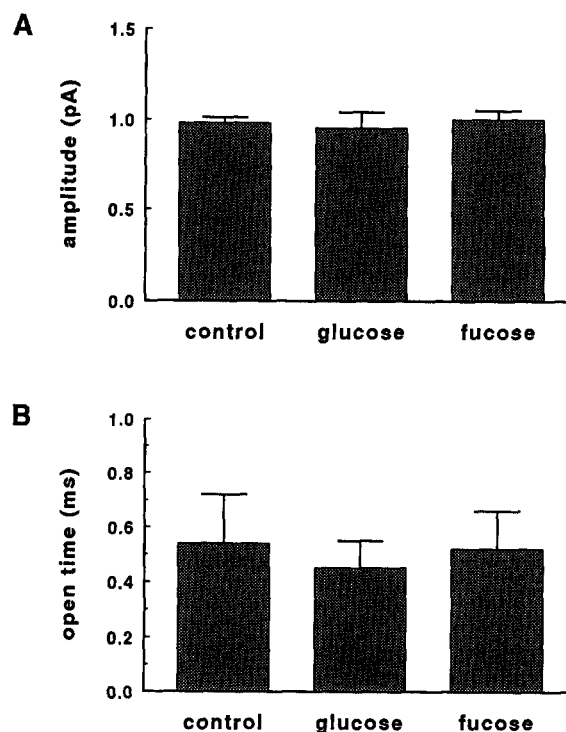 A
amplitude (pA)
1.5
1.0
0.5
0.0
control glucose fucose
B
open time (ms)
1.0
0.8
0.6
0.4
0.2
0.0
control glucose fucose